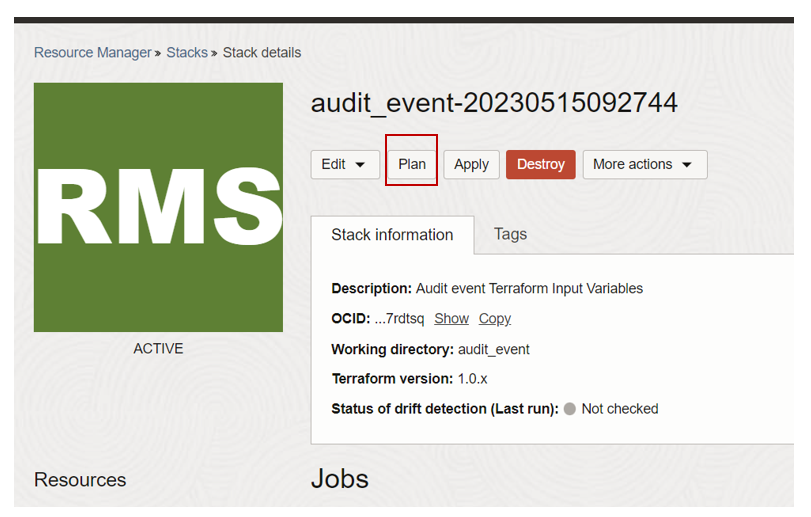 Resource Manager » Stacks » Stack details
RMS
ACTIVE
audit_event-20230515092744
Edit Plan Apply Destroy More actions
Stack information Tags
Description: Audit event Terraform Input Variables
OCID: ...7rdtsq Show Copy
Working directory: audit_event
Terraform version: 1.0.x
Status of drift detection (Last run): Not checked
Resources
Jobs